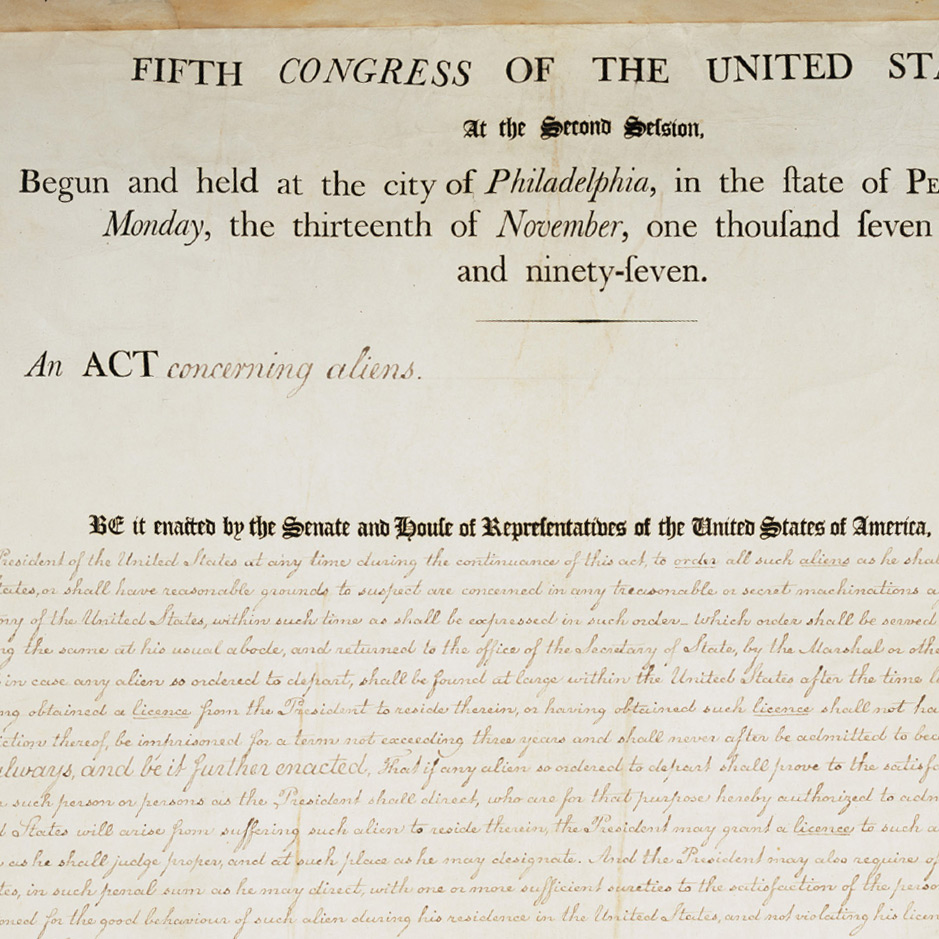 FIFTH CONGRESS OF THE UNITED STA
At the Second Seſsion,
Begun and held at the city of Philadelphia, in the ſtate of PE
Monday, the thirteenth of November, one thouſand ſeven
and ninety-ſeven.
An ACT concerning aliens.
BE it enacted by the Senate and Houſe of Repreſentatives of the United States of America,
President of the United States at any time during the continuance of this act, to order all such aliens as he shal
tates, or shall have reasonable grounds to suspect are concerned in any treasonable or secret machinations a
ory of the United States, within such time as shall be expressed in such order_ which order shall be served
ng the same at his usual abode, and returned to the office of the Secretary of State, by the Marshal or othe
in case any alien so ordered to depart, shall be found at large within the United States after the time l
ng obtained a licence from the President to reside therein, or having obtained such licence shall not ha
iction thereof, be imprisoned for a term not exceeding three years and shall never after be admitted to bec
always, and be it further enacted, That if any alien so ordered to depart shall prove to the satisfa
such person or persons as the President shall direct, who are for that purpose hereby authorized to adm
d States will arise from suffering such alien to reside therein, the President may grant a licence to such a
as he shall judge proper, and at such place as he may designate. And the President may also require of
tes, in such penal sum as he may direct, with one or more sufficient sureties to the satisfaction of the perso
oned for the good behaviour of such alien during his residence in the United States, and not violating his licen